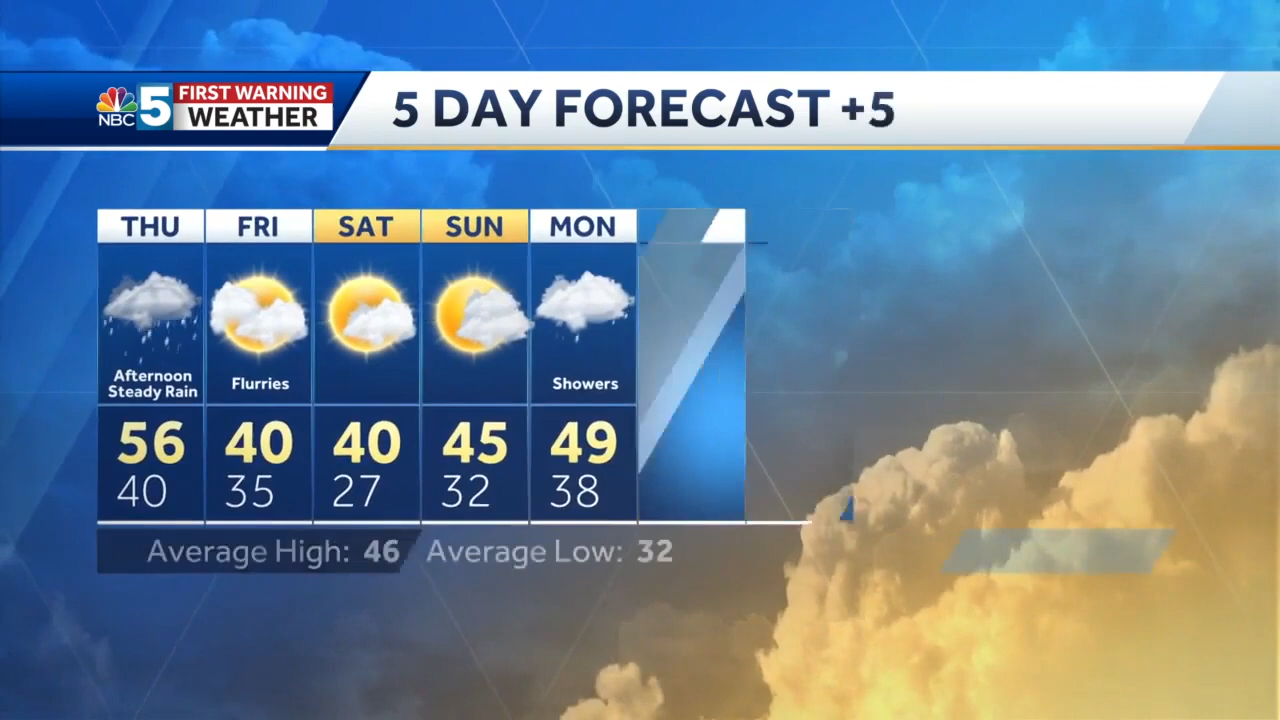 NBC 5 FIRST WARNING
WEATHER
5 DAY FORECAST +5
THU FRI SAT SUN MON
Afternoon
Steady Rain
Flurries
Showers
56 40 40 45 49
40 35 27 32 38
Average High: 46 Average Low: 32